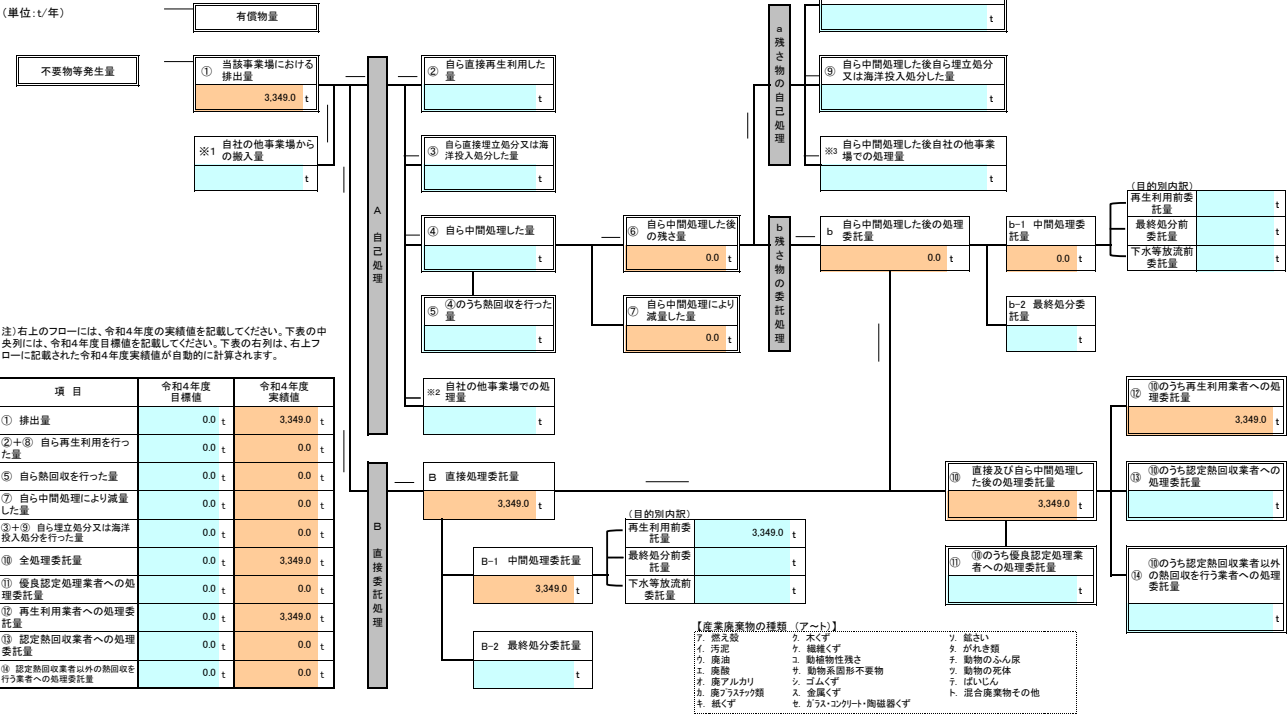 (単位:t/年)
有償物量
不要物等発生量
① 当該事業場における
排出量
3,349.0 t
※1 自社の他事業場から
の搬入量
t
A 自己処理
② 自ら直接再生利用した
量
t
③ 自ら直接埋立処分又は海
洋投入処分した量
t
④ 自ら中間処理した量
t
⑤ ④のうち熱回収を行った
量
t
※2 自社の他事業場での処
理量
t
⑥ 自ら中間処理した後
の残さ量
0.0 t
⑦ 自ら中間処理により
減量した量
0.0 t
a 残さ物の自己処理
t
⑨ 自ら中間処理した後自ら埋立処分
又は海洋投入処分した量
t
※3 自ら中間処理した後自社の他事業
場での処理量
t
b 残さ物の委託処理
b 自ら中間処理した後の処理
委託量
0.0 t
b-1 中間処理委
託量
0.0 t
(目的別内訳)
再生利用前委
託量 t
最終処分前
委託量 t
下水等放流前
委託量 t
b-2 最終処分委
託量
t
注)右上のフローには、令和4年度の実績値を記載してください。下表の中
央列には、令和4年度目標値を記載してください。下表の右列は、右上フ
ローに記載された令和4年度実績値が自動的に計算されます。
項 目 令和4年度
目標値 令和4年度
実績値
① 排出量 0.0 t 3,349.0 t
②+⑧ 自ら再生利用を行っ
た量 0.0 t 0.0 t
⑤ 自ら熱回収を行った量 0.0 t 0.0 t
⑦ 自ら中間処理により減量
した量 0.0 t 0.0 t
③+⑨ 自ら埋立処分又は海洋
投入処分を行った量 0.0 t 0.0 t
⑩ 全処理委託量 0.0 t 3,349.0 t
⑪ 優良認定処理業者への処
理委託量 0.0 t 0.0 t
⑫ 再生利用業者への処理委
託量 0.0 t 3,349.0 t
⑬ 認定熱回収業者への処理
委託量 0.0 t 0.0 t
⑭ 認定熱回収業者以外の熱回収を
行う業者への処理委託量 0.0 t 0.0 t
B 直接委託処理
B 直接処理委託量
3,349.0 t
B-1 中間処理委託量
3,349.0 t
B-2 最終処分委託量
t
(目的別内訳)
再生利用前委
託量 3,349.0 t
最終処分前委
託量 t
下水等放流前
委託量 t
⑩ 直接及び自ら中間処理し
た後の処理委託量
3,349.0 t
⑪ ⑩のうち優良認定処理業
者への処理委託量
t
⑫ ⑩のうち再生利用業者への処
理委託量
3,349.0 t
⑬ ⑩のうち認定熱回収業者への
処理委託量
t
⑭ ⑩のうち認定熱回収業者以外
の熱回収を行う業者への処理
委託量
t
【産業廃棄物の種類 (ア~ト)】
ア. 燃え殻 ク. 木くず ソ. 鉱さい
イ. 汚泥 ケ. 繊維くず タ. がれき類
ウ. 廃油 コ. 動植物性残さ チ. 動物のふん尿
エ. 廃酸 サ. 動物系固形不要物 ツ. 動物の死体
オ. 廃アルカリ シ. ゴムくず テ. ばいじん
カ. 廃プラスチック類 ス. 金属くず ト. 混合廃棄物その他
キ. 紙くず セ. ガラス・コンクリート・陶磁器くず